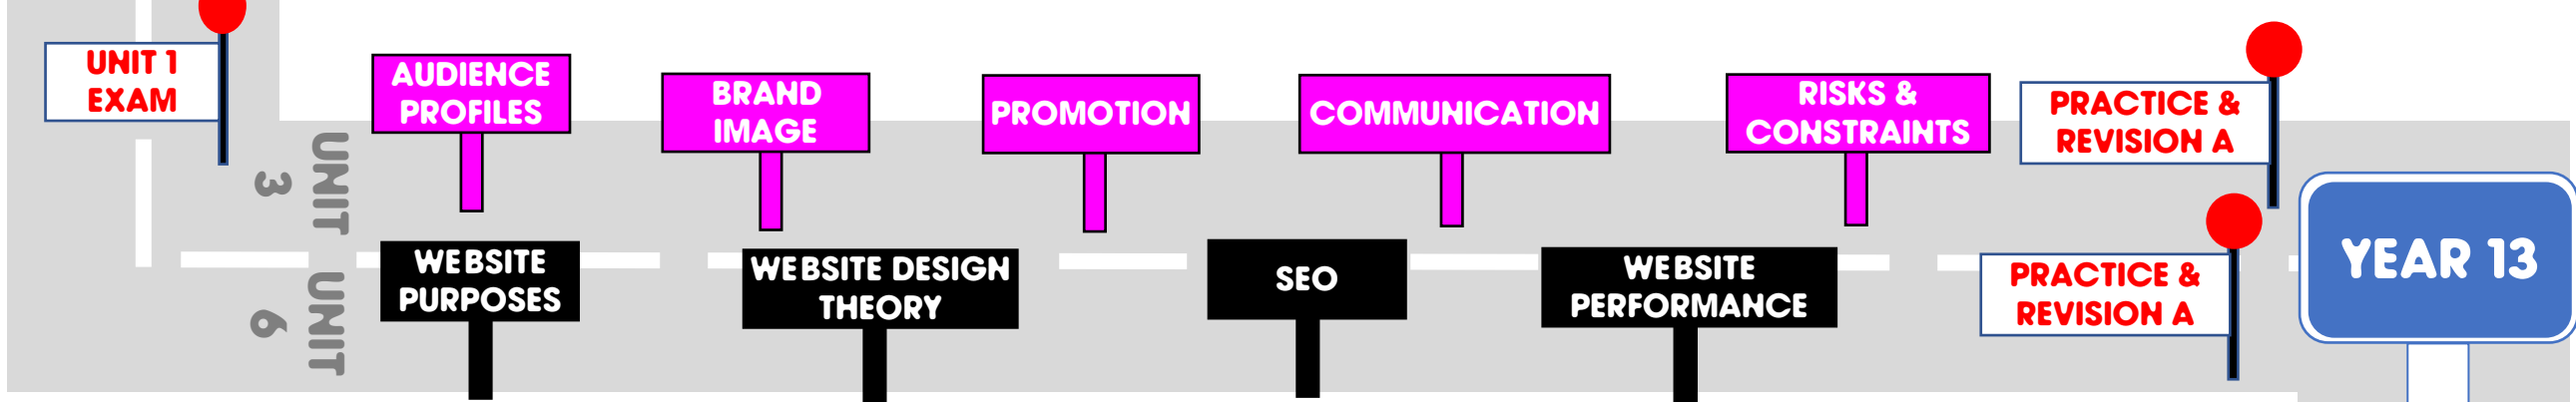 UNIT 1
EXAM
AUDIENCE
PROFILES
BRAND
IMAGE
PROMOTION
COMMUNICATION
RISKS &
CONSTRAINTS
PRACTICE &
REVISION A
UNIT
3
WEBSITE
PURPOSES
WEBSITE DESIGN
THEORY
SEO
WEBSITE
PERFORMANCE
PRACTICE &
REVISION A
UNIT
6
YEAR 13